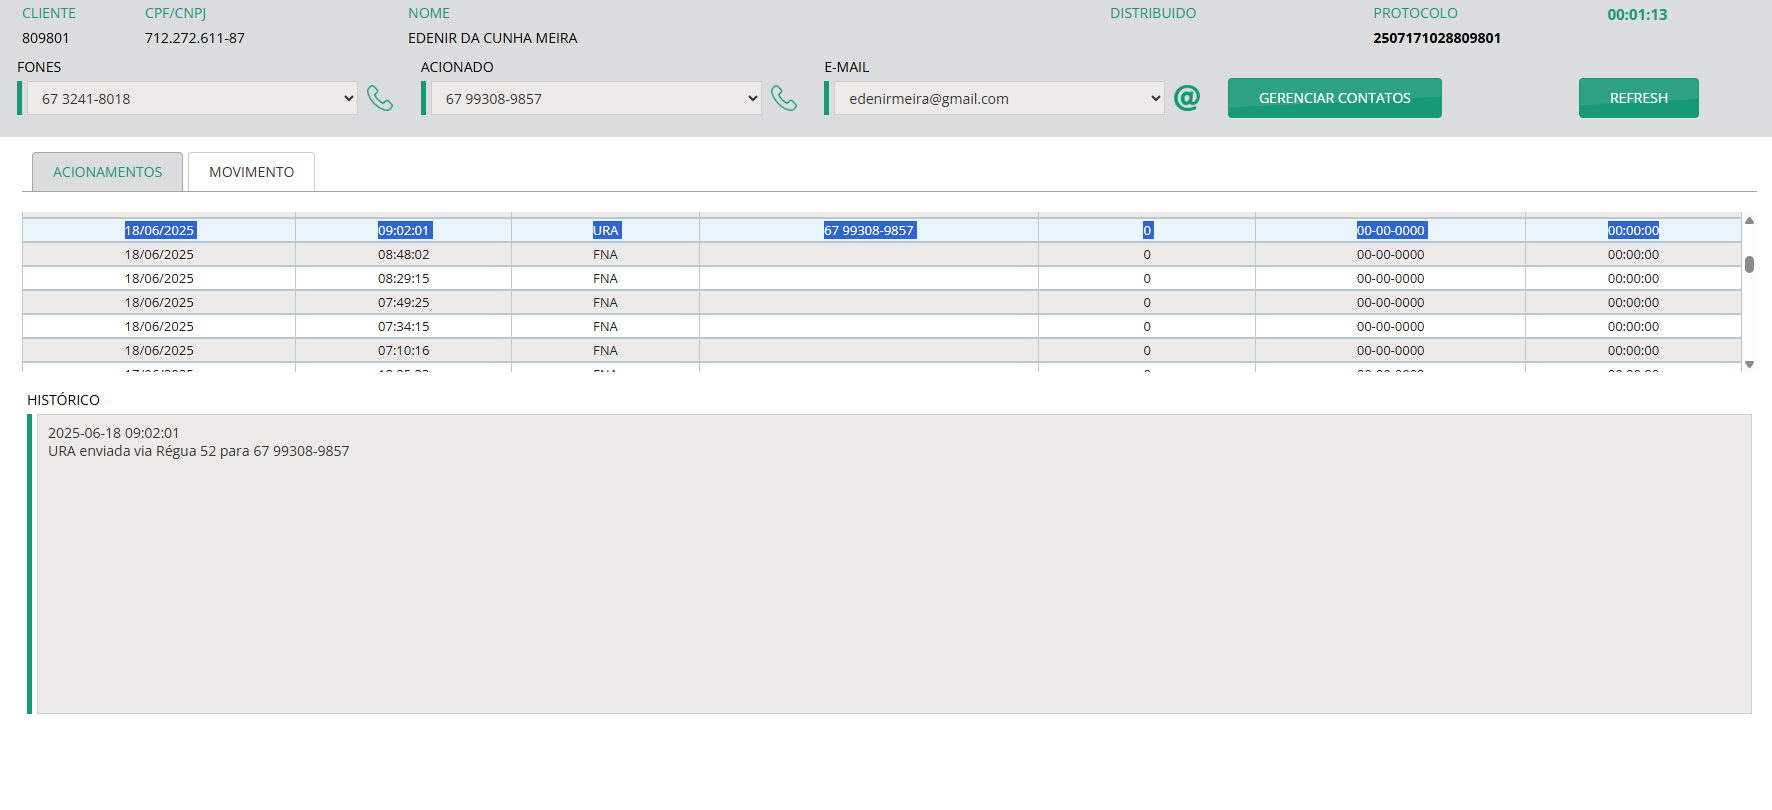 CLIENTE CPF/CNPJ NOME DISTRIBUIDO PROTOCOLO 00:01:13
809801 712.272.611-87 EDENIR DA CUNHA MEIRA 2507171028809801
FONES ACIONADO E-MAIL
67 3241-8018 67 99308-9857 edenirmeira@gmail.com @ GERENCIAR CONTATOS REFRESH
ACIONAMENTOS MOVIMENTO
18/06/2025 09:02:01 URA 67 99308-9857 0 00-00-0000 00:00:00
18/06/2025 08:48:02 FNA 0 00-00-0000 00:00:00
18/06/2025 08:29:15 FNA 0 00-00-0000 00:00:00
18/06/2025 07:49:25 FNA 0 00-00-0000 00:00:00
18/06/2025 07:34:15 FNA 0 00-00-0000 00:00:00
18/06/2025 07:10:16 FNA 0 00-00-0000 00:00:00
HISTÓRICO
2025-06-18 09:02:01
URA enviada via Régua 52 para 67 99308-9857